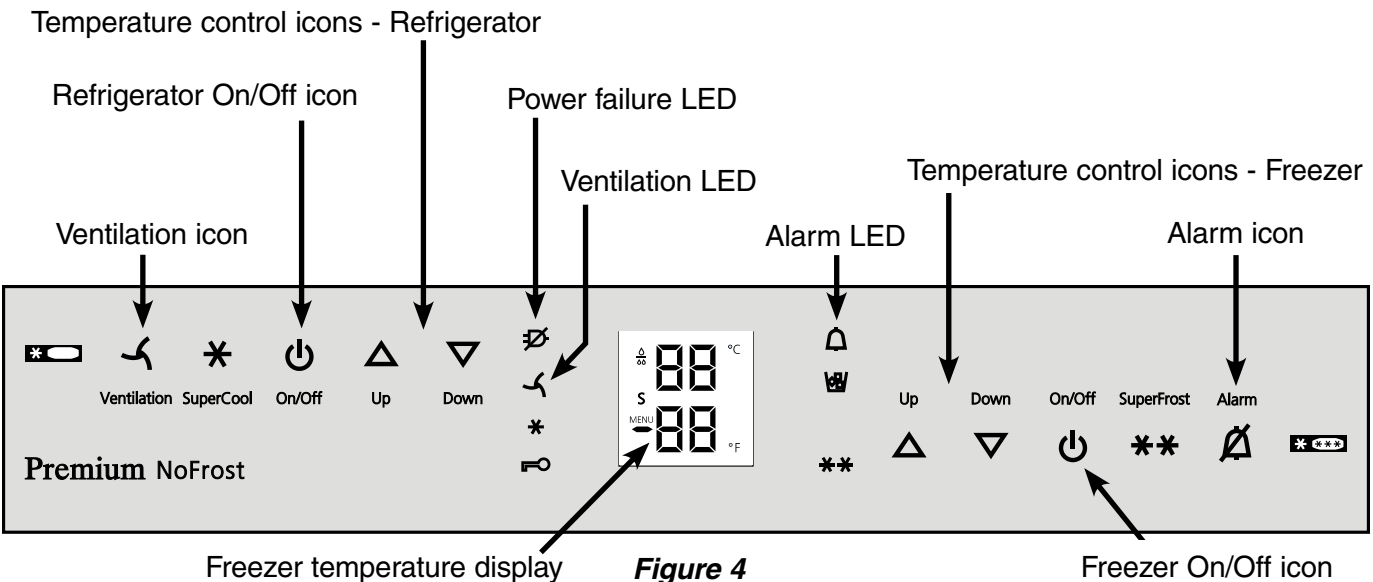 Temperature control icons - Refrigerator
Refrigerator On/Off icon
Power failure LED
Ventilation LED
Temperature control icons - Freezer
Ventilation icon
Alarm LED
Alarm icon
Ventilation SuperCool On/Off Up Down
88 °C
S
MENU
88 °F
Up Down On/Off SuperFrost Alarm
Premium NoFrost
Freezer temperature display
Figure 4
Freezer On/Off icon